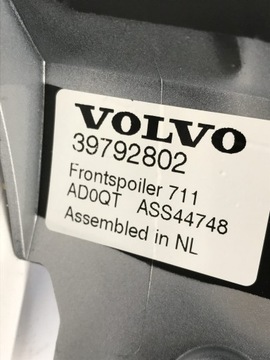 VOLVO
39792802
Frontspoiler 711
AD0QT ASS44748
Assembled in NL